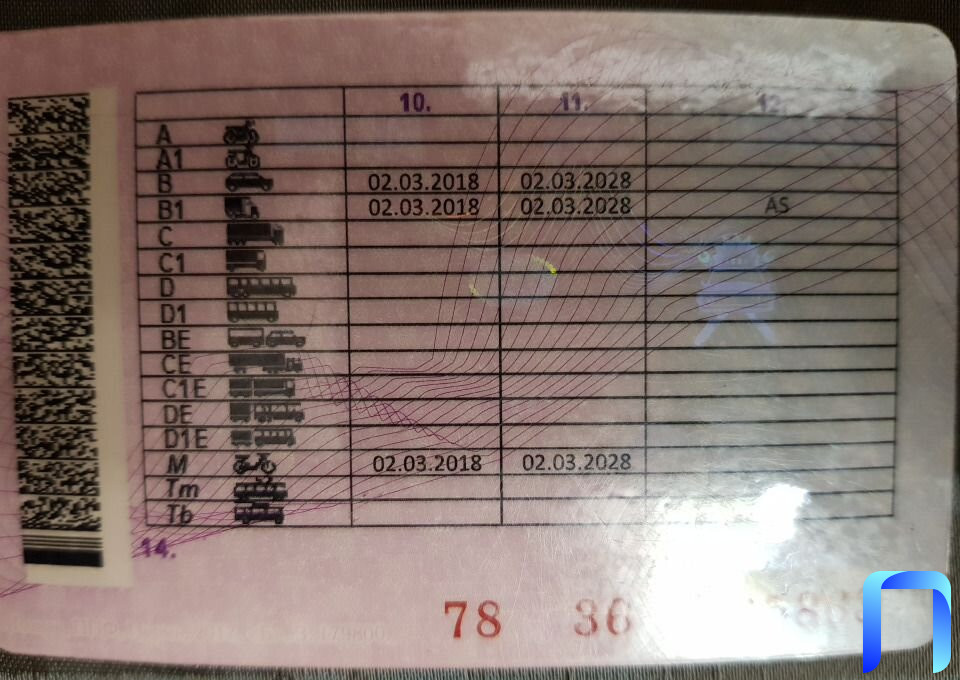 10. 11. 12.
A
A1
B 02.03.2018 02.03.2028
B1 02.03.2018 02.03.2028 AS
C
C1
D
D1
BE
CE
C1E
DE
D1E
M 02.03.2018 02.03.2028
Tm
Tb
14.
78 36